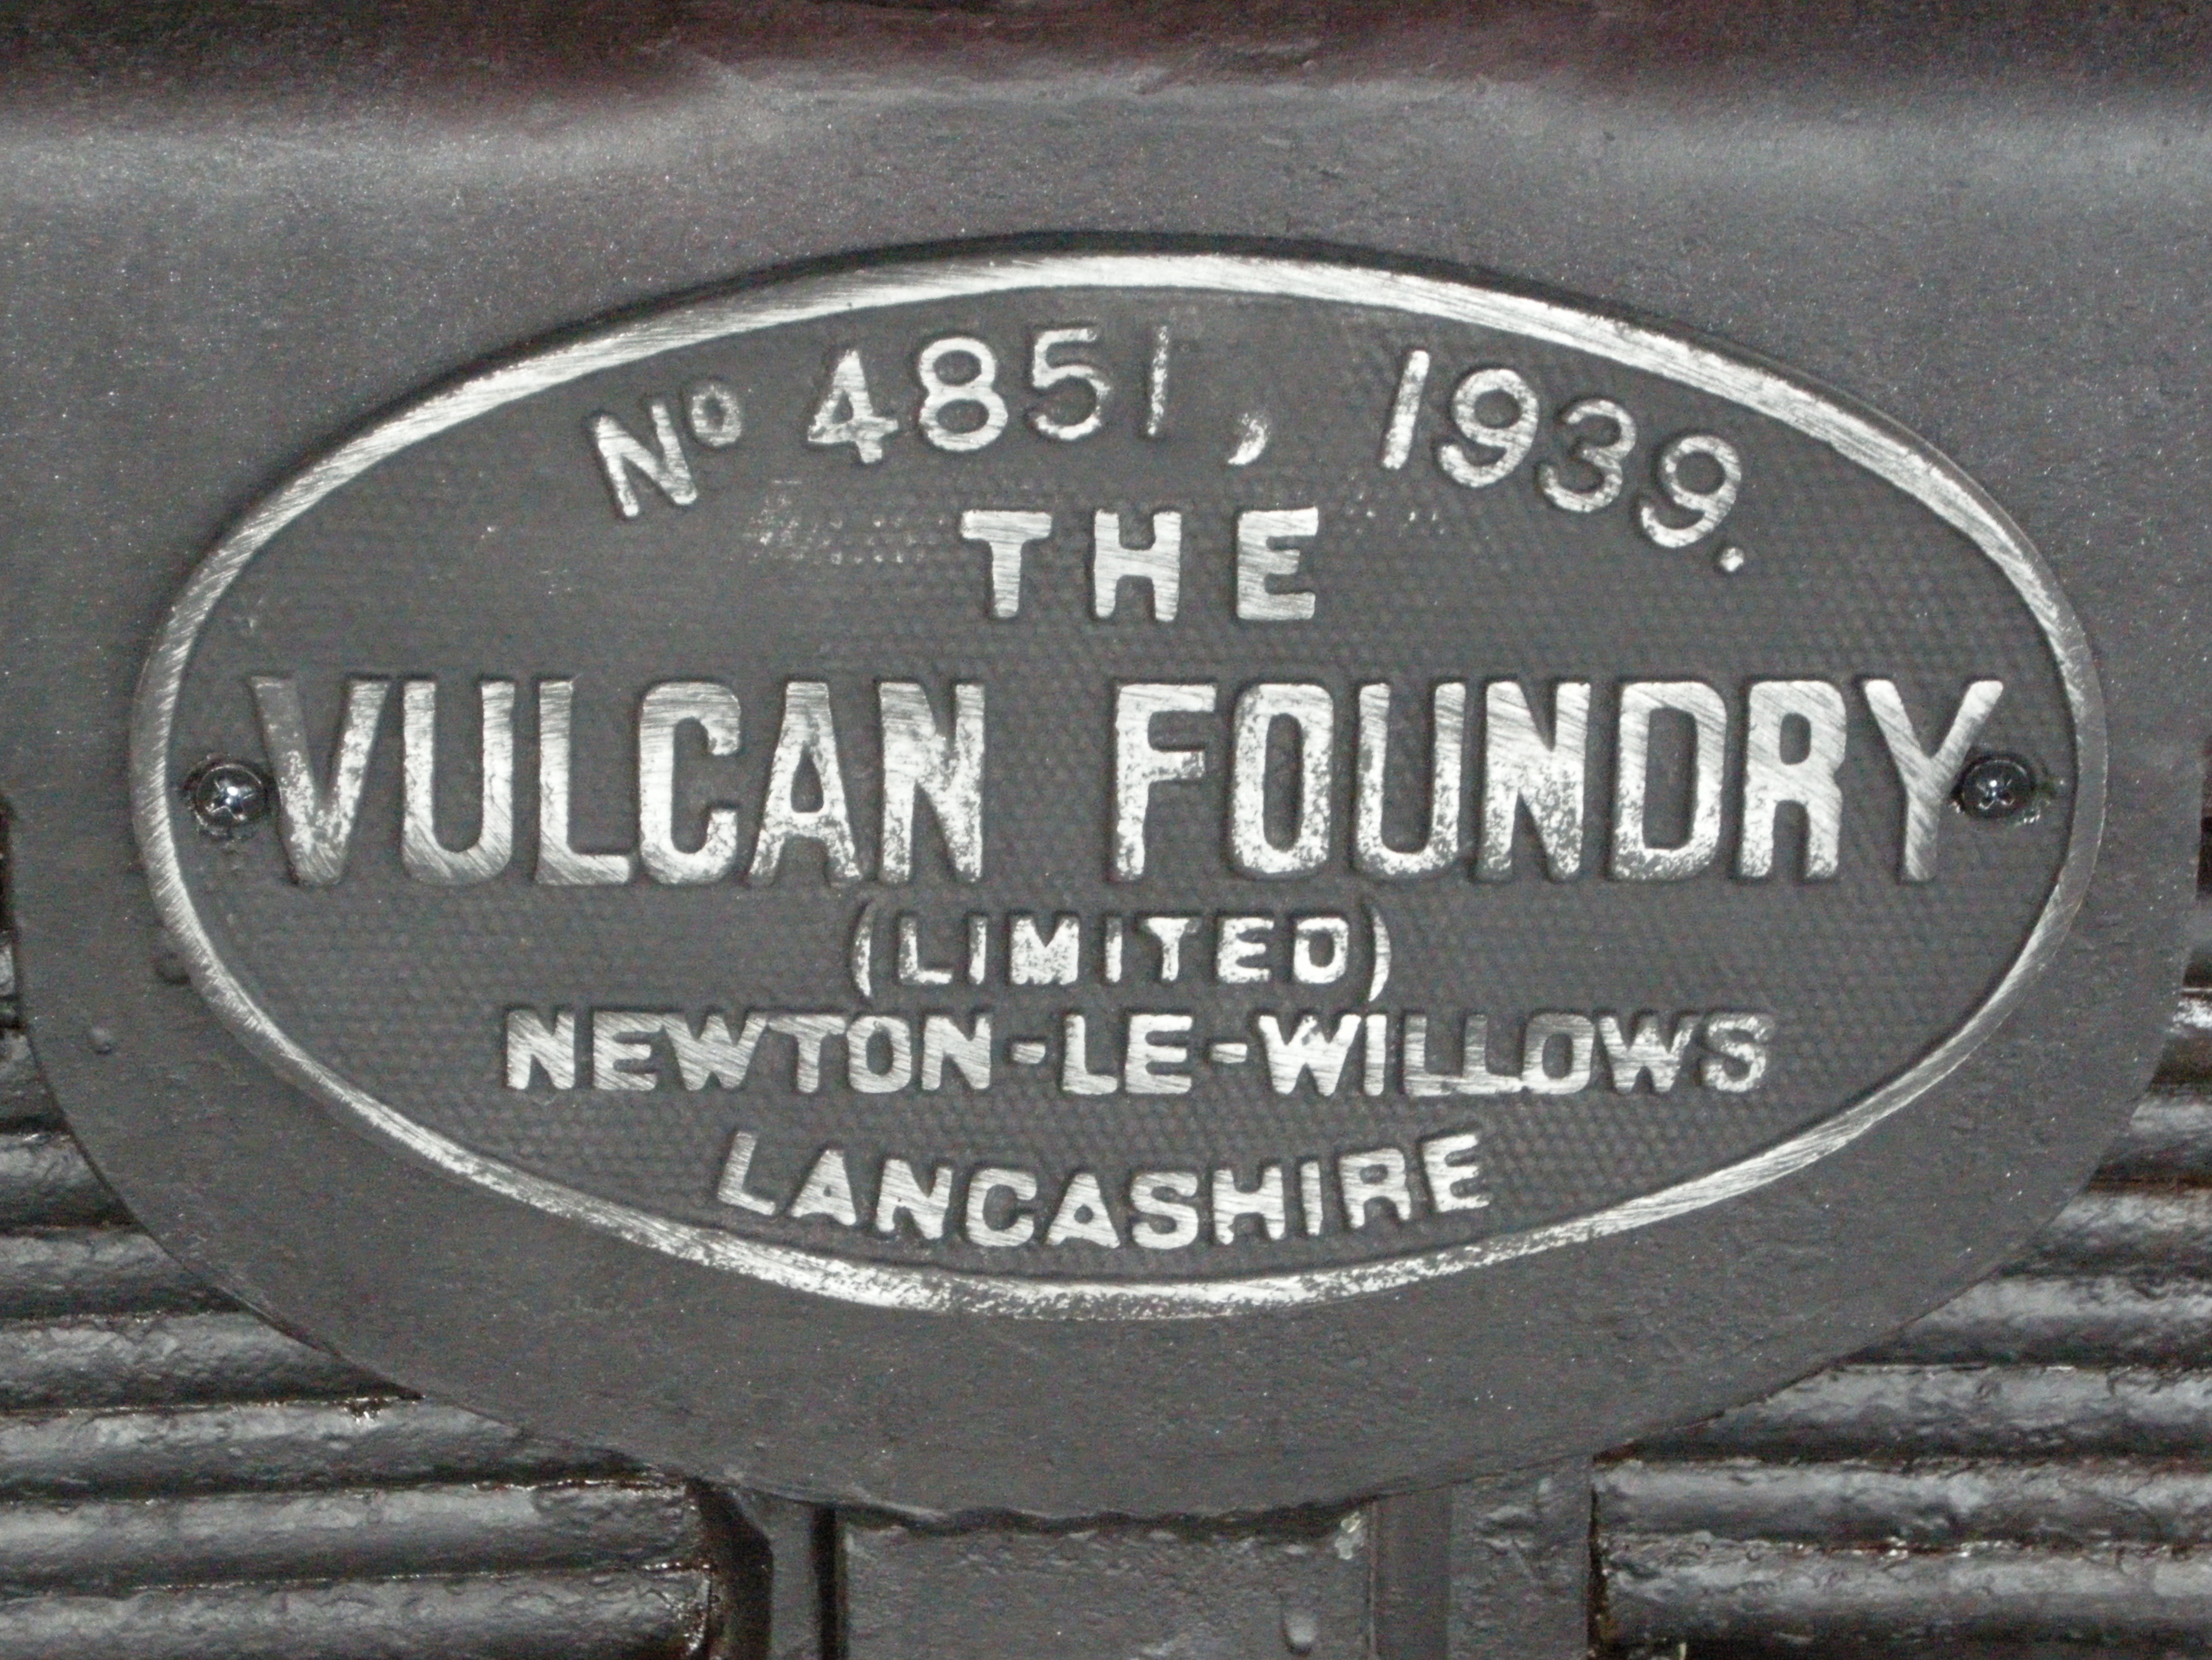 Nº 4851, 1939.
THE
VULCAN FOUNDRY
(LIMITED)
NEWTON-LE-WILLOWS
LANCASHIRE